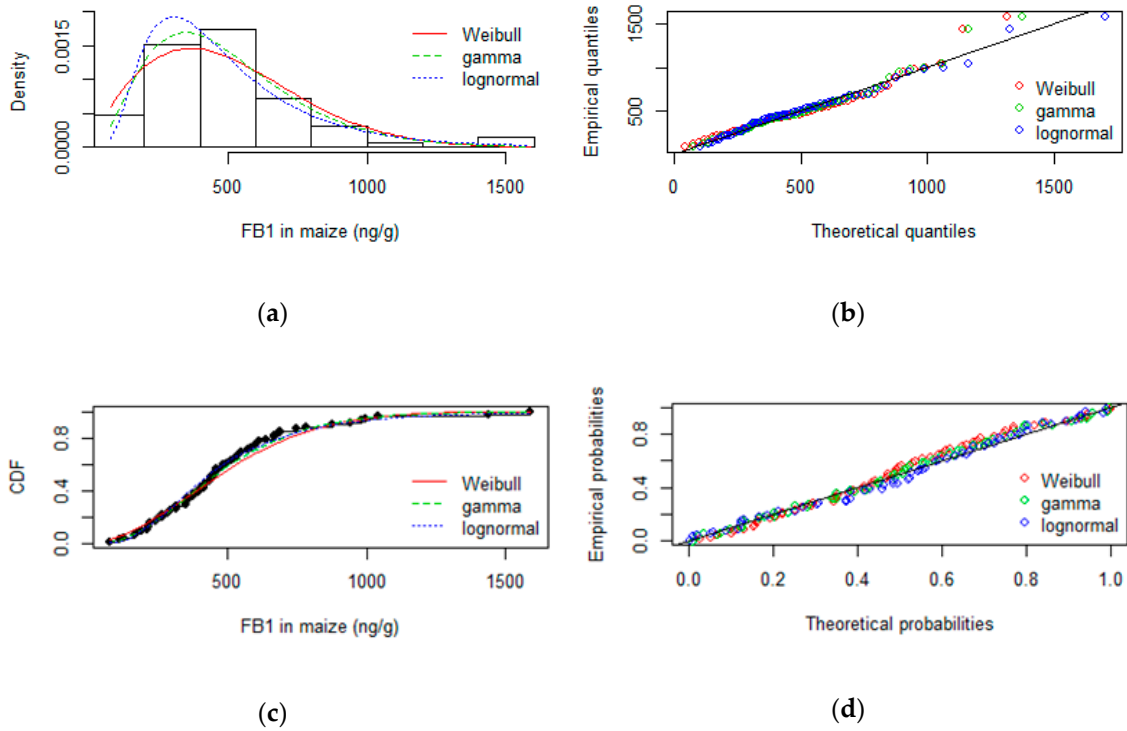 Density
0.0000
0.0015
500
1000
1500
FB1 in maize (ng/g)
Weibull
gamma
lognormal
(a)
Empirical quantiles
500
1500
0
500
1000
1500
Theoretical quantiles
Weibull
gamma
lognormal
(b)
CDF
0.0
0.4
0.8
500
1000
1500
FB1 in maize (ng/g)
Weibull
gamma
lognormal
(c)
Empirical probabilities
0.0
0.4
0.8
0.0
0.2
0.4
0.6
0.8
1.0
Theoretical probabilities
Weibull
gamma
lognormal
(d)